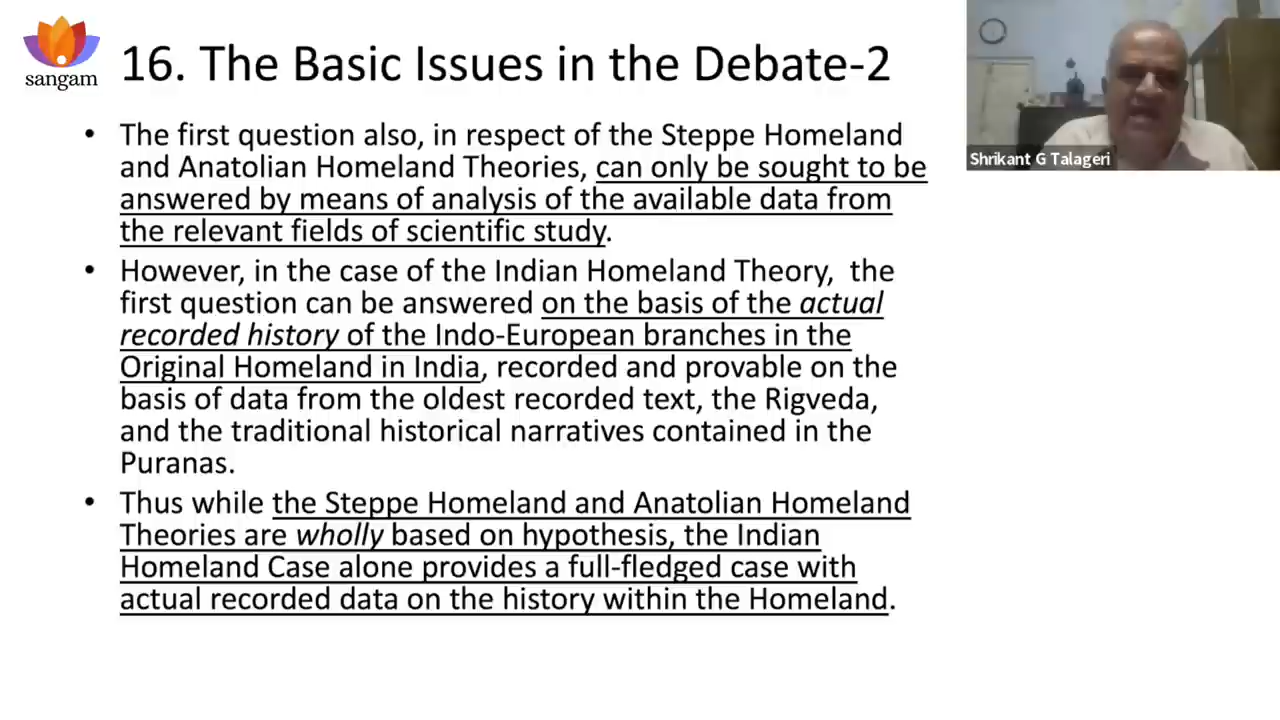 sangam
16. The Basic Issues in the Debate-2
• The first question also, in respect of the Steppe Homeland
and Anatolian Homeland Theories, can only be sought to be
answered by means of analysis of the available data from
the relevant fields of scientific study.
• However, in the case of the Indian Homeland Theory, the
first question can be answered on the basis of the actual
recorded history of the Indo-European branches in the
Original Homeland in India, recorded and provable on the
basis of data from the oldest recorded text, the Rigveda,
and the traditional historical narratives contained in the
Puranas.
• Thus while the Steppe Homeland and Anatolian Homeland
Theories are wholly based on hypothesis, the Indian
Homeland Case alone provides a full-fledged case with
actual recorded data on the history within the Homeland.
Shrikant G Talageri